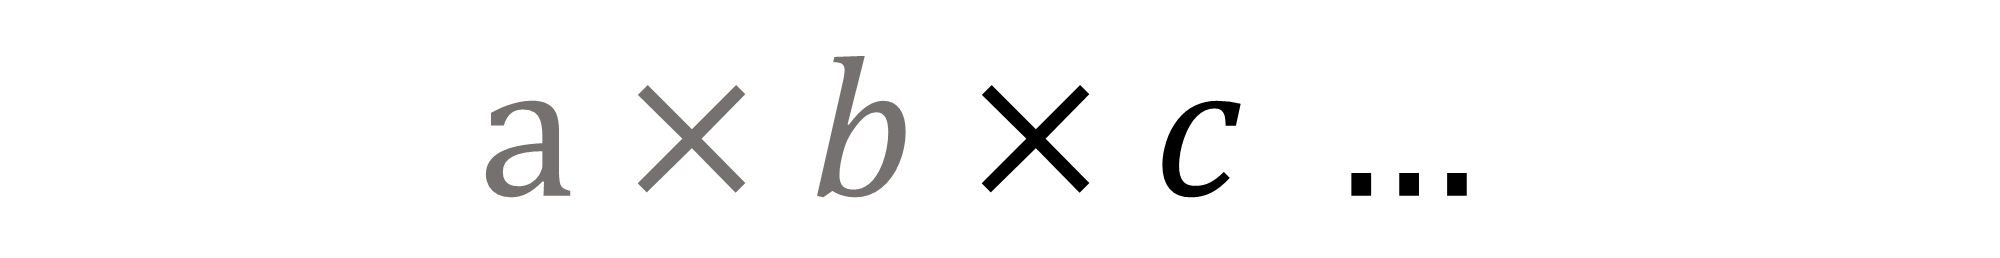 a × b × c ...